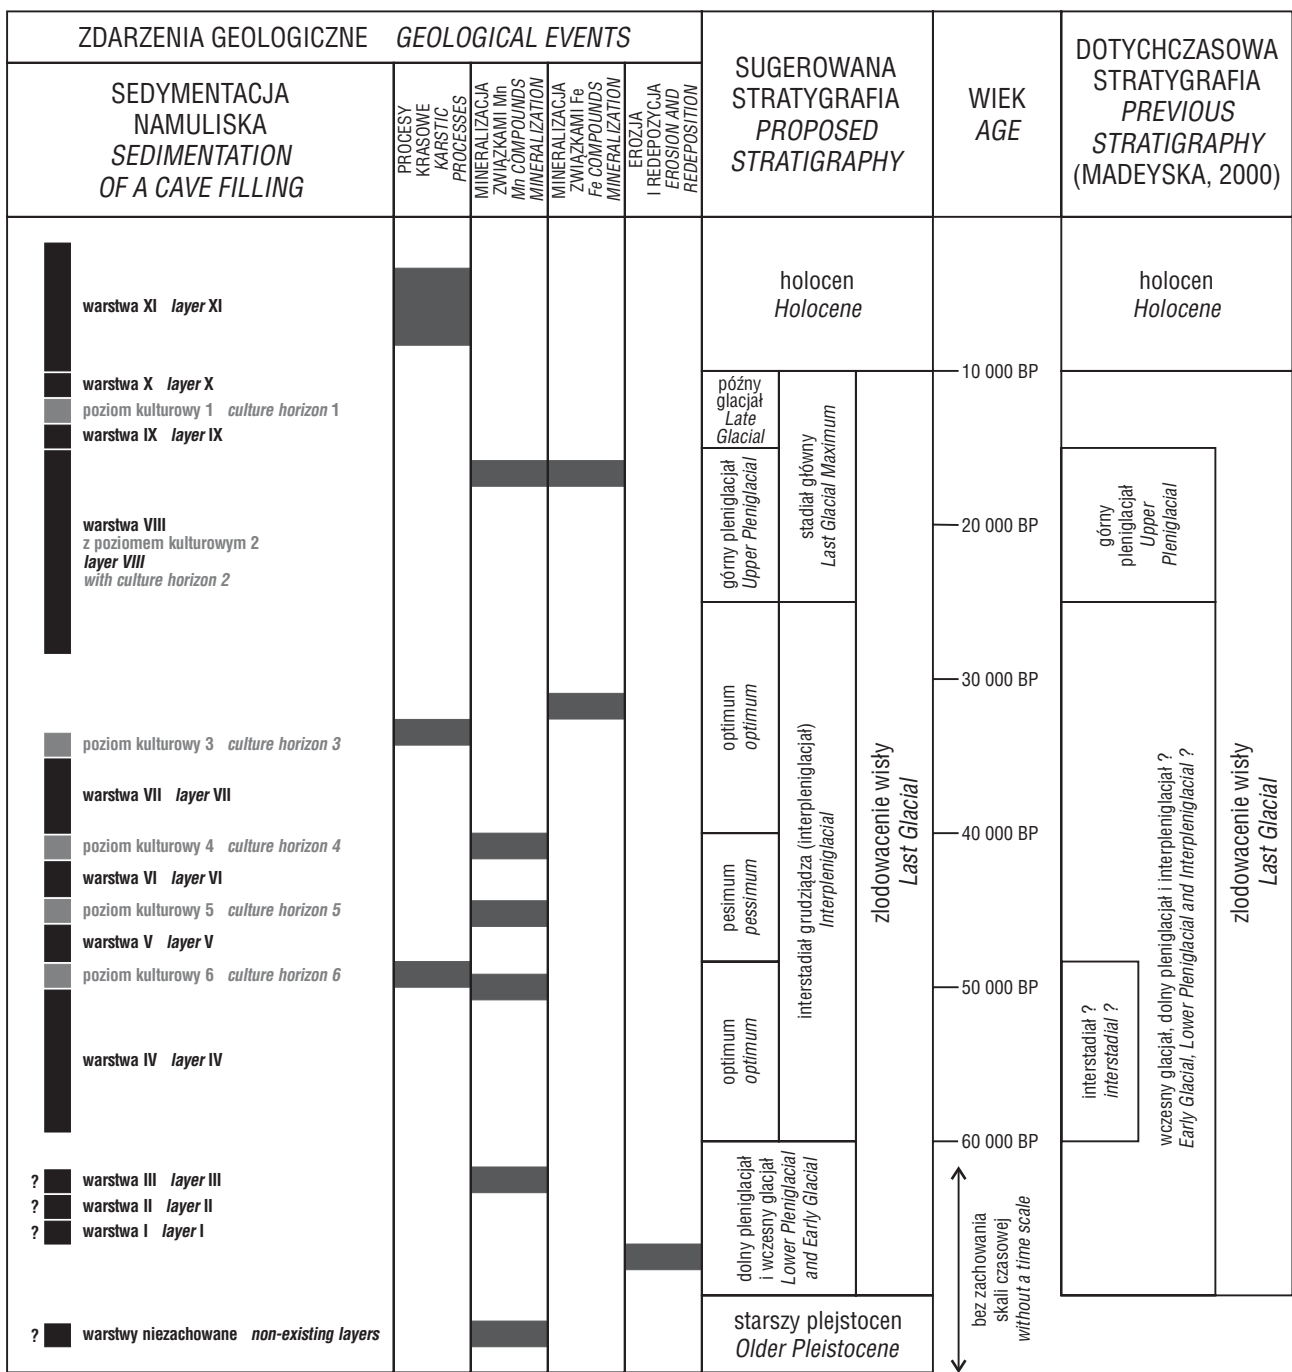 ZDARZENIA GEOLOGICZNE GEOLOGICAL EVENTS
SEDYMENTACJA
NAMULISKA
SEDIMENTATION
OF A CAVE FILLING
PROCESY
KRASOWE
KARSTIC
PROCESSES
MINERALIZACJA
ZWIĄZKAMI Mn
Mn COMPOUNDS
MINERALIZATION
MINERALIZACJA
ZWIĄZKAMI Fe
Fe COMPOUNDS
MINERALIZATION
EROZJA
I REDEPOZYCJA
EROSION AND
REDEPOSITION
SUGEROWANA
STRATYGRAFIA
PROPOSED
STRATIGRAPHY
WIEK
AGE
DOTYCHCZASOWA
STRATYGRAFIA
PREVIOUS
STRATIGRAPHY
(MADEYSKA, 2000)
warstwa XI layer XI
warstwa X layer X
poziom kulturowy 1 culture horizon 1
warstwa IX layer IX
warstwa VIII
z poziomem kulturowym 2
layer VIII
with culture horizon 2
poziom kulturowy 3 culture horizon 3
warstwa VII layer VII
poziom kulturowy 4 culture horizon 4
warstwa VI layer VI
poziom kulturowy 5 culture horizon 5
warstwa V layer V
poziom kulturowy 6 culture horizon 6
warstwa IV layer IV
? warstwa III layer III
? warstwa II layer II
? warstwa I layer I
? warstwy niezachowane non-existing layers
holocen
Holocene
późny
glacjał
Late
Glacial
górny pleniglacjał
Upper Pleniglacial
stadiał główny
Last Glacial Maximum
optimum
optimum
pesimum
pessimum
optimum
optimum
interstadiał grudziądza (interpleniglacjał)
Interpleniglacial
zlodowacenie wisły
Last Glacial
dolny pleniglacjał
i wczesny glacjał
Lower Pleniglacial
and Early Glacial
starszy plejstocen
Older Pleistocene
10 000 BP
20 000 BP
30 000 BP
40 000 BP
50 000 BP
60 000 BP
bez zachowania
skali czasowej
without a time scale
holocen
Holocene
górny
pleniglacjał
Upper
Pleniglacial
wczesny glacjał, dolny pleniglacjał i interpleniglacjał ?
Early Glacial, Lower Pleniglacial and Interpleniglacial ?
interstadiał ?
interstadial ?
zlodowacenie wisły
Last Glacial